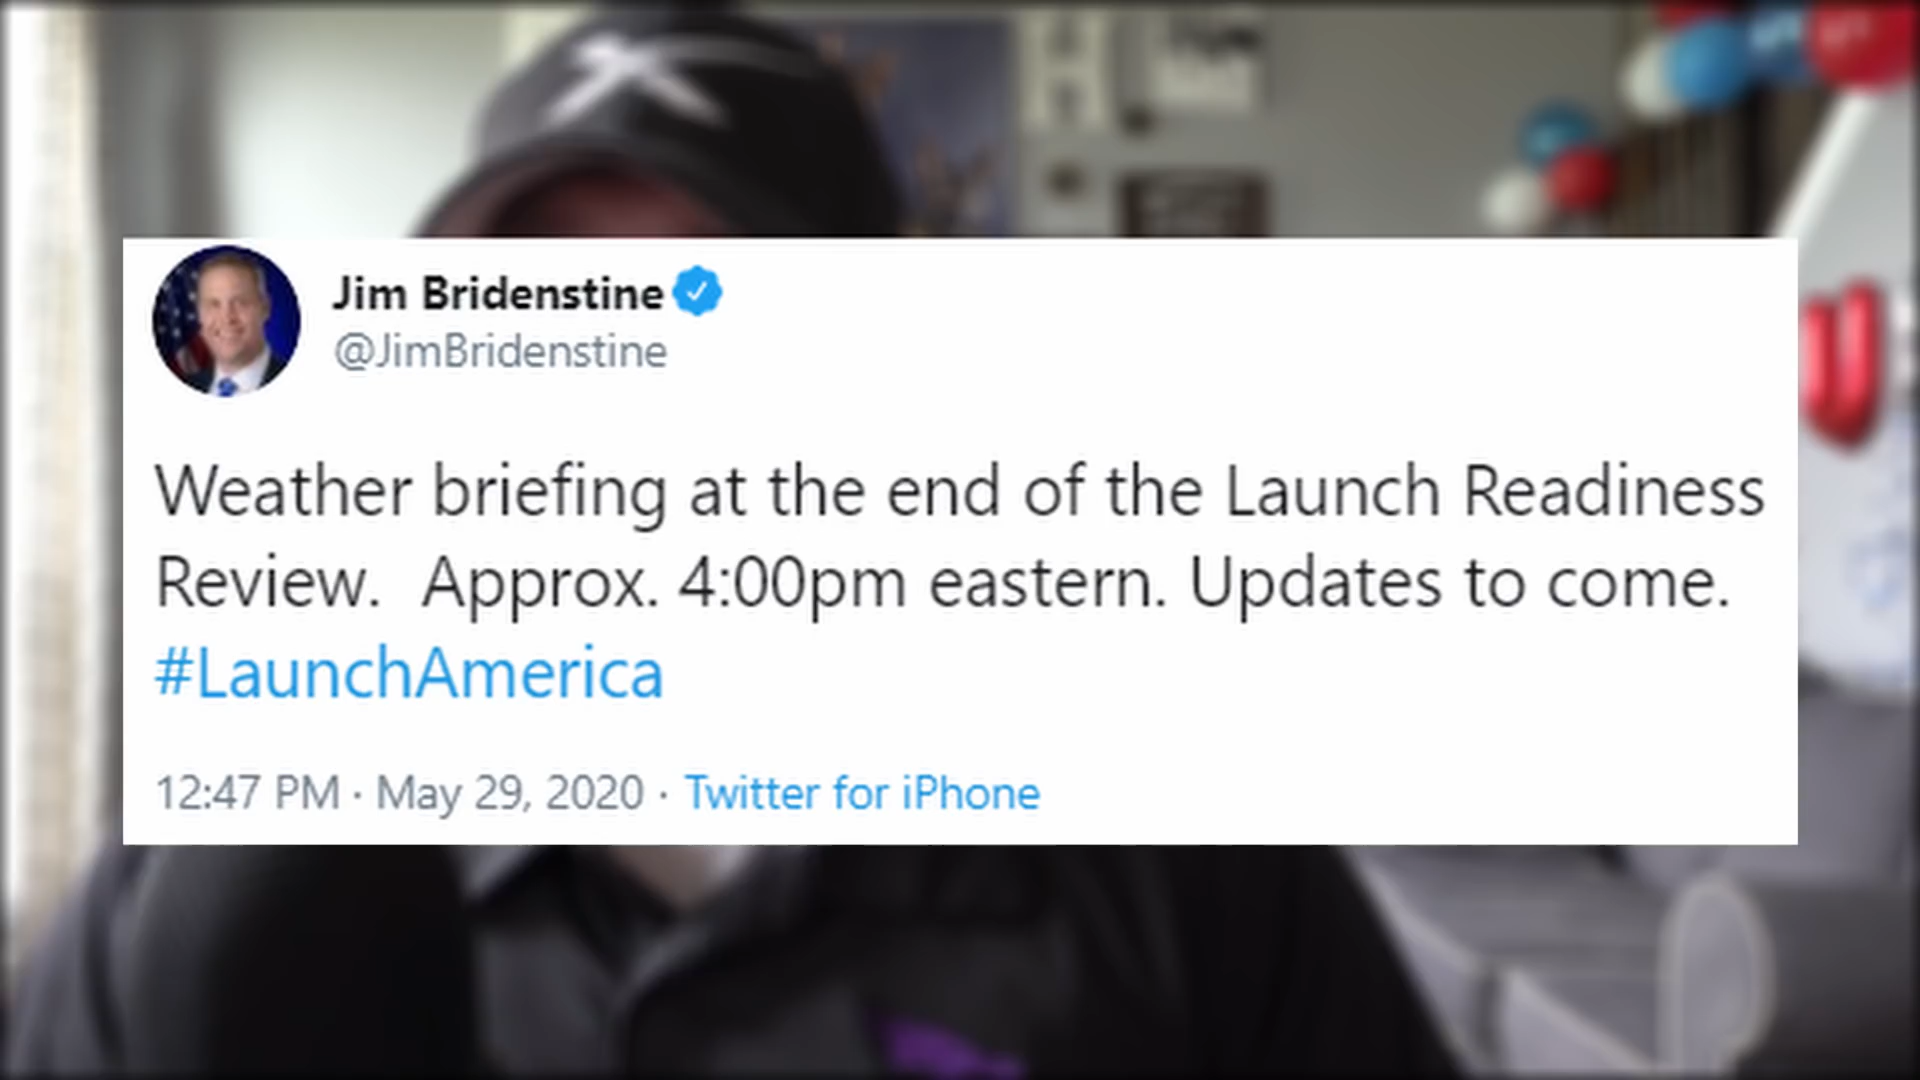 Jim Bridenstine
@JimBridenstine
Weather briefing at the end of the Launch Readiness
Review.  Approx. 4:00pm eastern. Updates to come.
#LaunchAmerica
12:47 PM · May 29, 2020 · Twitter for iPhone